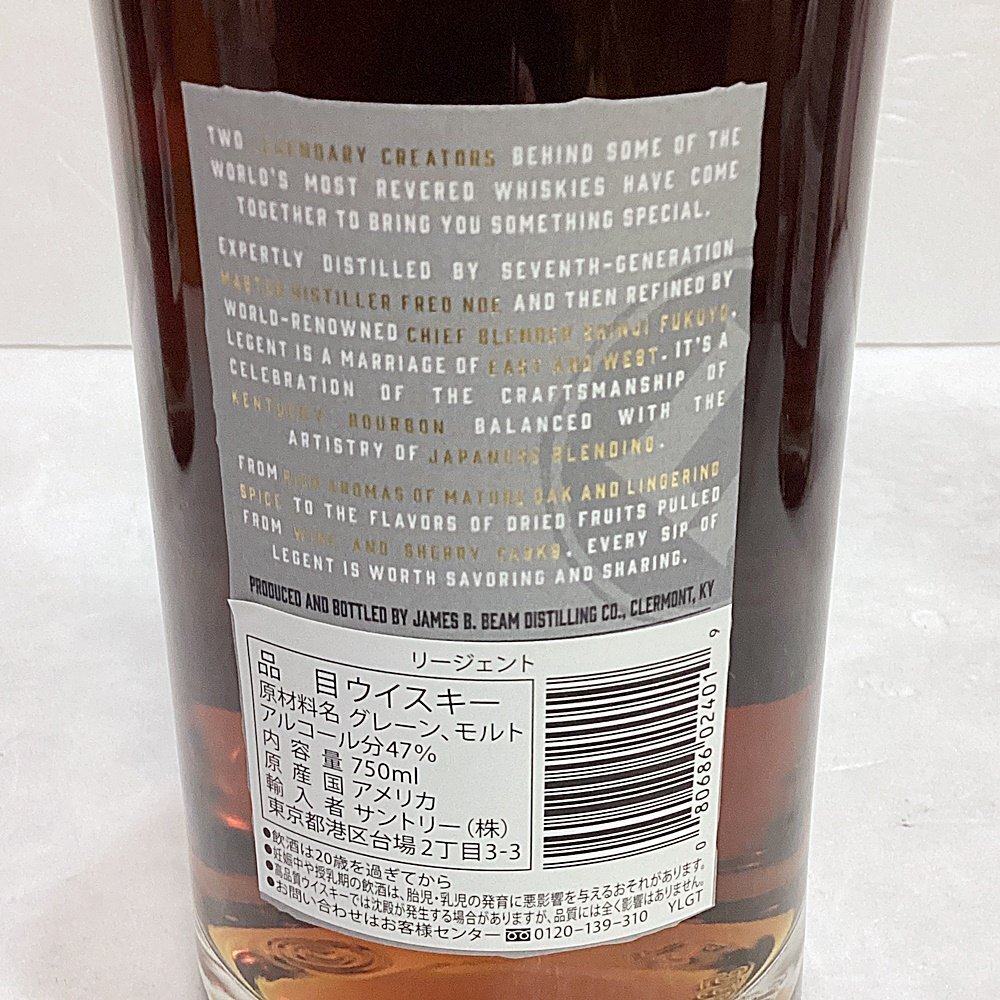 TWO LEGENDARY CREATORS BEHIND SOME OF THE
WORLD'S MOST REVERED WHISKIES HAVE COME
TOGETHER TO BRING YOU SOMETHING SPECIAL.
EXPERTLY DISTILLED BY SEVENTH-GENERATION
MASTER DISTILLER FRED NOE AND THEN REFINED BY
WORLD-RENOWNED CHIEF BLENDER SHINJI FUKUYO,
LEGENT IS A MARRIAGE OF EAST AND WEST. IT'S A
CELEBRATION OF THE CRAFTSMANSHIP OF
KENTUCKY BOURBON BALANCED WITH THE
ARTISTRY OF JAPANESE BLENDING.
FROM RICH AROMAS OF MATURE OAK AND LINGERING
SPICE TO THE FLAVORS OF DRIED FRUITS PULLED
FROM WINE AND SHERRY CASKS. EVERY SIP OF
LEGENT IS WORTH SAVORING AND SHARING.
PRODUCED AND BOTTLED BY JAMES B. BEAM DISTILLING CO., CLERMONT, KY
リージェント
品目 ウイスキー
原材料名 グレーン、モルト
アルコール分47%
内容量 750ml
原産国 アメリカ
輸入者 サントリー(株)
東京都港区台場2丁目3-3
0 80686 02401 9
●飲酒は20歳を過ぎてから
●妊娠中や授乳期の飲酒は、胎児・乳児の発育に悪影響を与えるおそれがあります。
●高品質ウイスキーでは沈殿が発生する場合がありますが、品質には全く影響はありません。
●お問い合わせはお客様センター 0120-139-310 YLGT